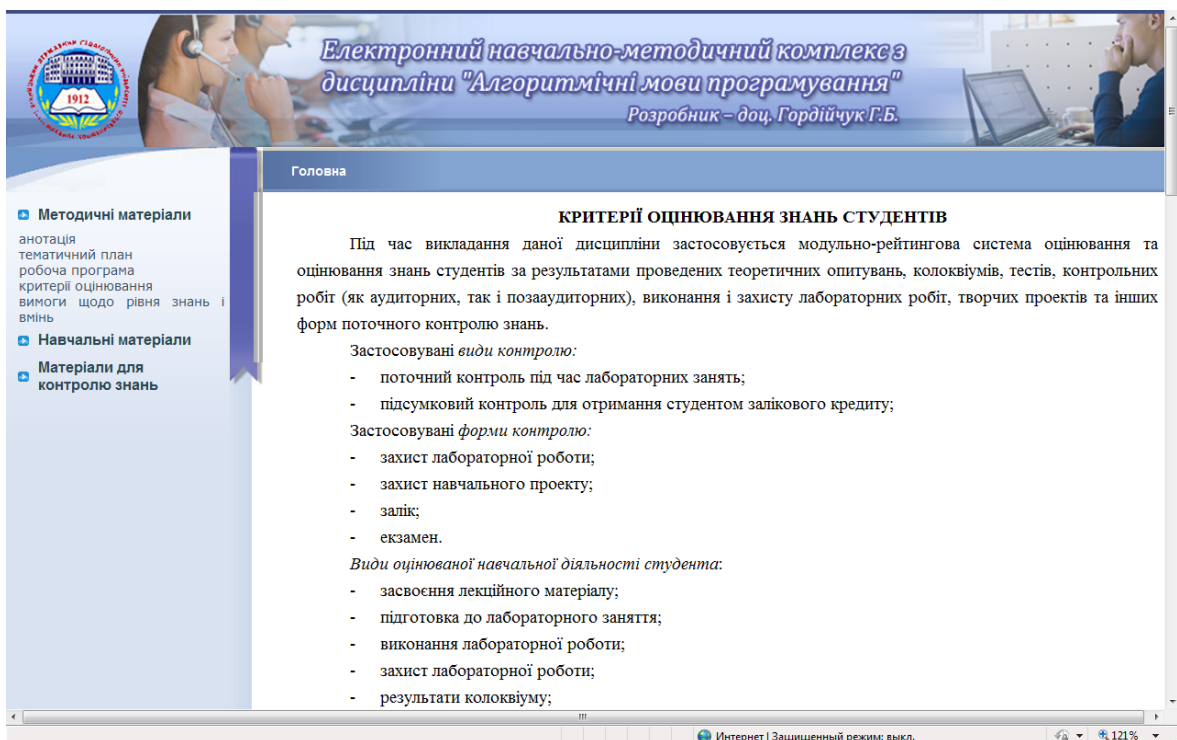 Електронний навчально-методичний комплекс з
дисципліни "Алгоритмічні мови програмування"
Розробник – доц. Гордійчук Г.Б.
1912
Головна
Методичні матеріали
анотація
тематичний план
робоча програма
критерії оцінювання
вимоги щодо рівня знань і
вмінь
Навчальні матеріали
Матеріали для
контролю знань
КРИТЕРІЇ ОЦІНЮВАННЯ ЗНАНЬ СТУДЕНТІВ
Під час викладання даної дисципліни застосовується модульно-рейтингова система оцінювання та
оцінювання знань студентів за результатами проведених теоретичних опитувань, колоквіумів, тестів, контрольних
робіт (як аудиторних, так і позааудиторних), виконання і захисту лабораторних робіт, творчих проектів та інших
форм поточного контролю знань.
Застосовувані види контролю:
- поточний контроль під час лабораторних занять;
- підсумковий контроль для отримання студентом залікового кредиту;
Застосовувані форми контролю:
- захист лабораторної роботи;
- захист навчального проекту;
- залік;
- екзамен.
Види оцінюваної навчальної діяльності студента:
- засвоєння лекційного матеріалу;
- підготовка до лабораторного заняття;
- виконання лабораторної роботи;
- захист лабораторної роботи;
- результати колоквіуму;
Интернет | Защищенный режим: выкл.
121%